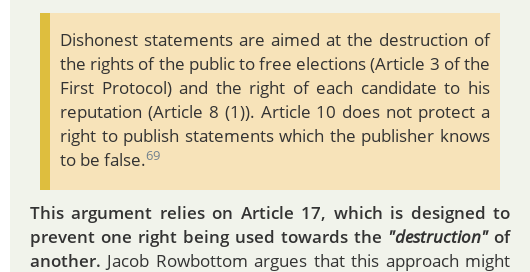 Dishonest statements are aimed at the destruction of
the rights of the public to free elections (Article 3 of the
First Protocol) and the right of each candidate to his
reputation (Article 8 (1)). Article 10 does not protect a
right to publish statements which the publisher knows
to be false.69
This argument relies on Article 17, which is designed to
prevent one right being used towards the "destruction" of
another. Jacob Rowbottom argues that this approach might